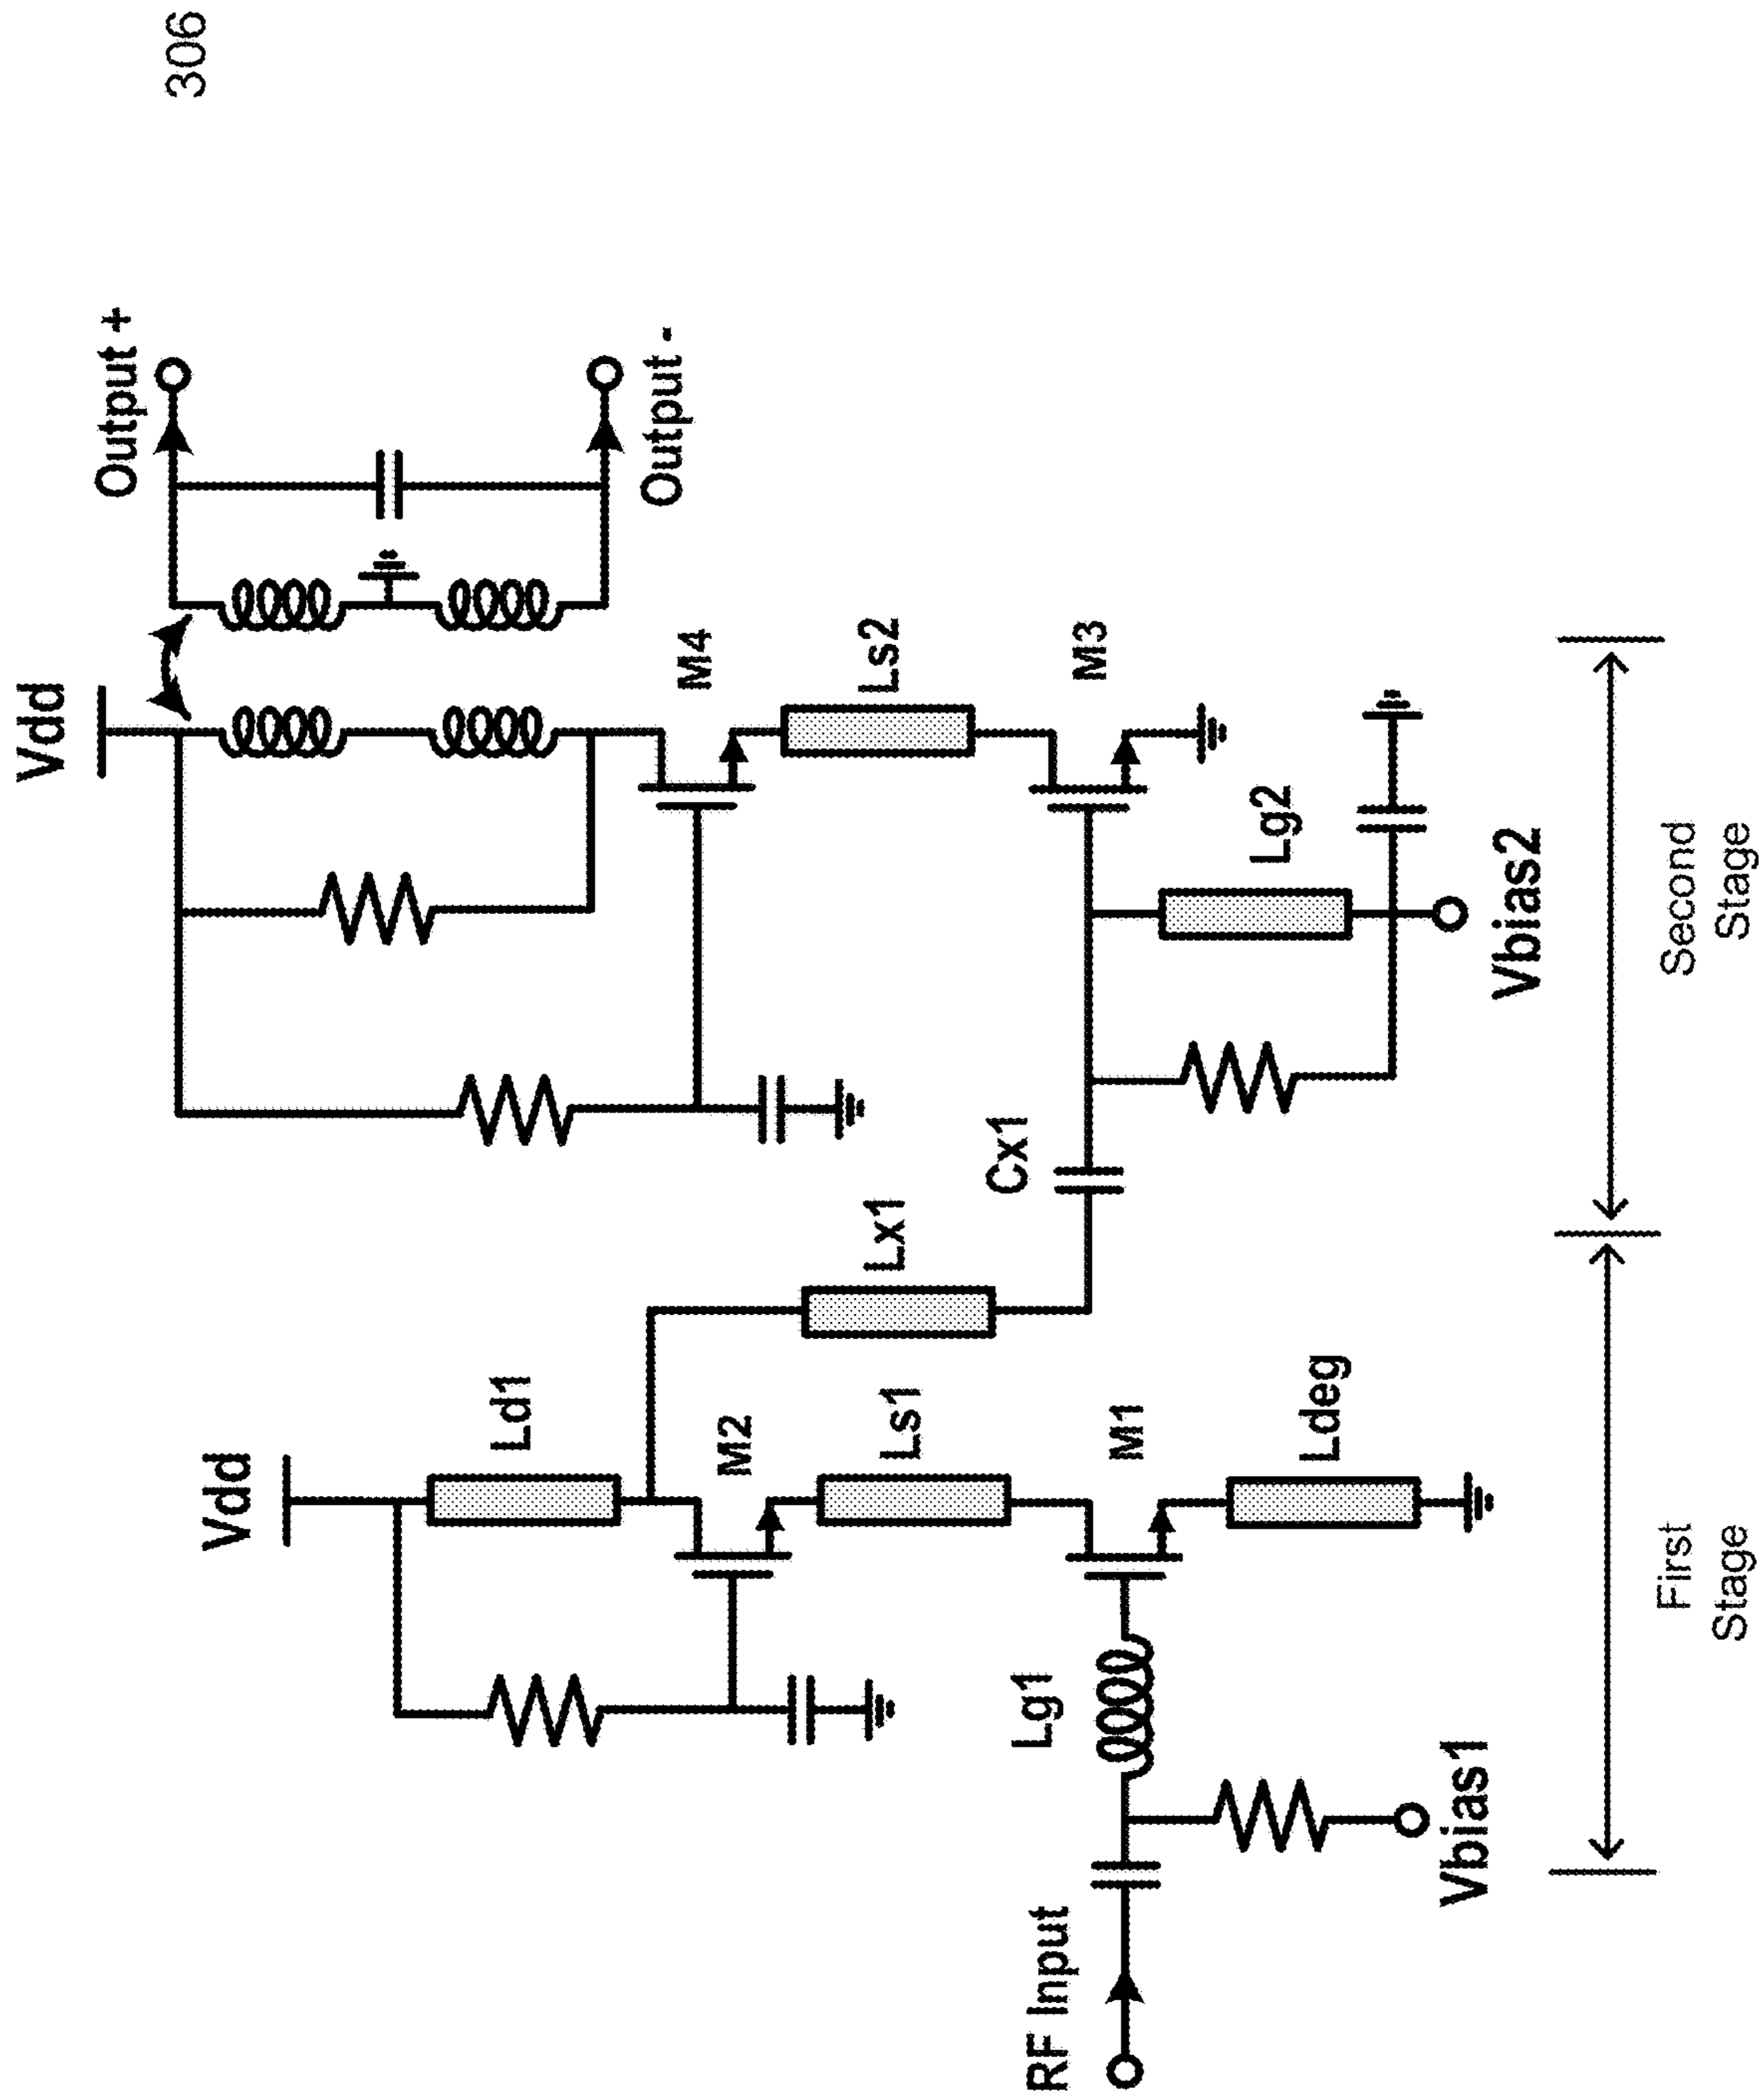 306
Vdd
Output +
Output -
M4
Ls2
M3
Lg2
Vbias2
Cx1
Lx1
Vdd
Ld1
M2
Ls1
M1
Ldeg
Lg1
Vbias1
RF Input
First
Stage
Second
Stage